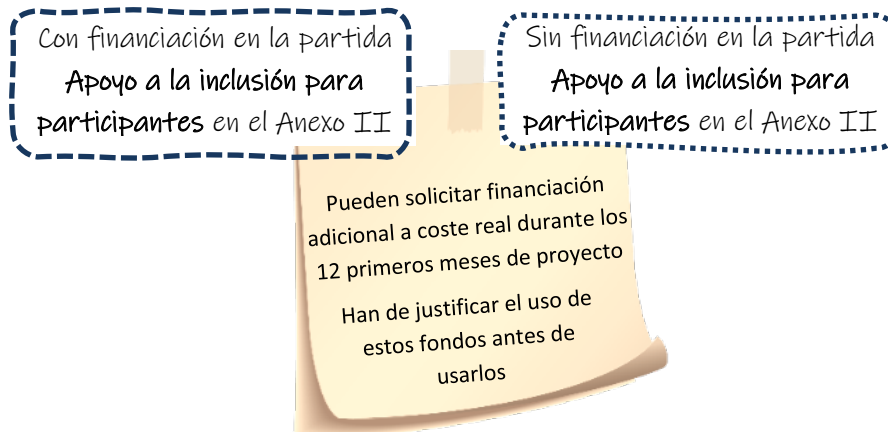 Con financiación en la partida
Apoyo a la inclusión para
participantes en el Anexo II
Sin financiación en la partida
Apoyo a la inclusión para
participantes en el Anexo II
Pueden solicitar financiación
adicional a coste real durante los
12 primeros meses de proyecto
Han de justificar el uso de
estos fondos antes de
usarlos